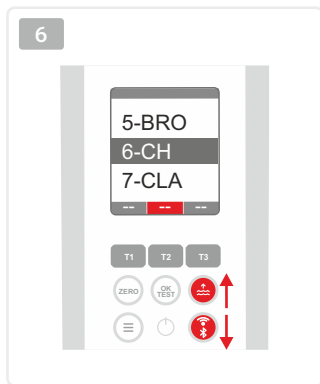 6
5-BRO
6-CH
7-CLA
-- -- --
T1 T2 T3
ZERO OK TEST